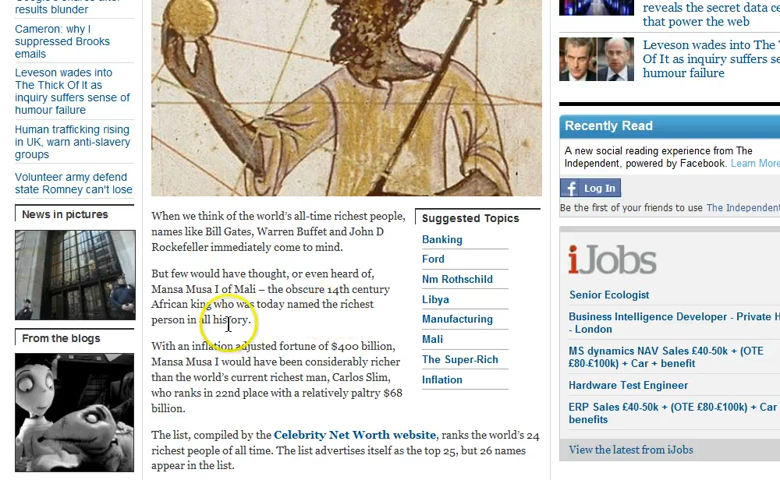 results blunder
Cameron: why I
suppressed Brooks
emails
Leveson wades into
The Thick Of It as
inquiry suffers sense of
humour failure
Human trafficking rising
in UK, warn anti-slavery
groups
Volunteer army defend
state Romney can't lose
News in pictures
From the blogs
When we think of the world's all-time richest people,
names like Bill Gates, Warren Buffet and John D
Rockefeller immediately come to mind.
But few would have thought, or even heard of,
Mansa Musa I of Mali – the obscure 14th century
African king who was today named the richest
person in all history.
With an inflation adjusted fortune of $400 billion,
Mansa Musa I would have been considerably richer
than the world's current richest man, Carlos Slim,
who ranks in 22nd place with a relatively paltry $68
billion.
The list, compiled by the Celebrity Net Worth website, ranks the world's 24
richest people of all time. The list advertises itself as the top 25, but 26 names
appear in the list.
Suggested Topics
Banking
Ford
Nm Rothschild
Libya
Manufacturing
Mali
The Super-Rich
Inflation
reveals the secret data ce
that power the web
Leveson wades into The T
Of It as inquiry suffers se
humour failure
Recently Read
A new social reading experience from The
Independent, powered by Facebook. Learn More
f Log In
Be the first of your friends to use The Independent
iJobs
Senior Ecologist
Business Intelligence Developer - Private H
- London
MS dynamics NAV Sales £40-50k + (OTE
£80-£100k) + Car + benefit
Hardware Test Engineer
ERP Sales £40-50k + (OTE £80-£100k) + Car
benefits
View the latest from iJobs